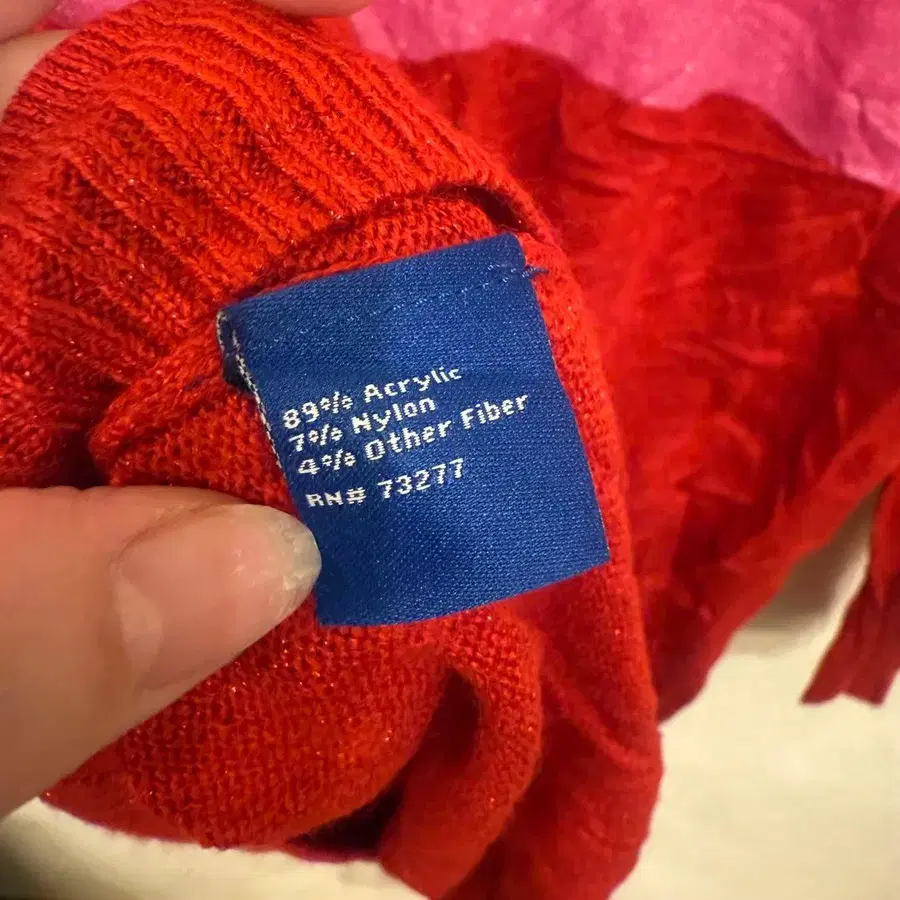 89% Acrylic
7% Nylon
4% Other Fiber
RN# 73277